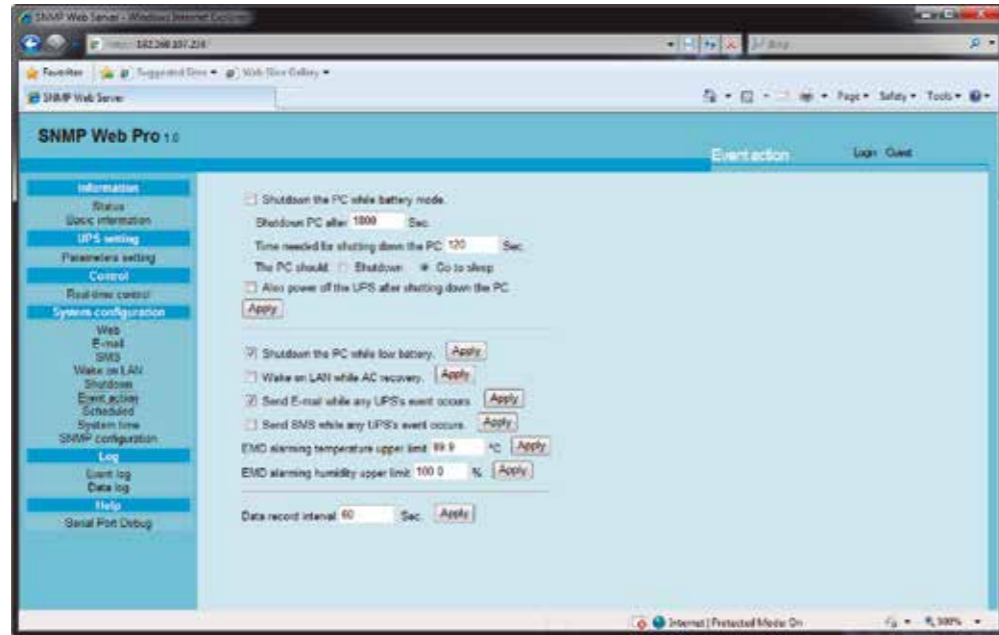 SNMP Web Server - Windows Internet Explorer
Bing
Favorites Suggested Sites Web Slice Gallery
SNMP Web Server
Page Safety Tools
SNMP Web Pro 1.0
Event action
Login Guest
Information
Status
Basic information
UPS setting
Parameters setting
Control
Real-time control
System configuration
Web
E-mail
SMS
Wake on LAN
Shutdown
Event action
Scheduled
System time
SNMP configuration
Log
Event log
Data log
Help
Serial Port Debug
Shutdown the PC while battery mode.
Shutdown PC after 1800 Sec.
Time needed for shutting down the PC 120 Sec.
The PC should: Shutdown Go to sleep
Also power off the UPS after shutting down the PC
Apply
Shutdown the PC while low battery. Apply
Wake on LAN while AC recovery. Apply
Send E-mail while any UPS's event occurs Apply
Send SMS while any UPS's event occurs. Apply
EMD alarming temperature upper limit 99.9 °C Apply
EMD alarming humidity upper limit 100.0 % Apply
Data record interval 60 Sec. Apply
Internet | Protected Mode: On
100%